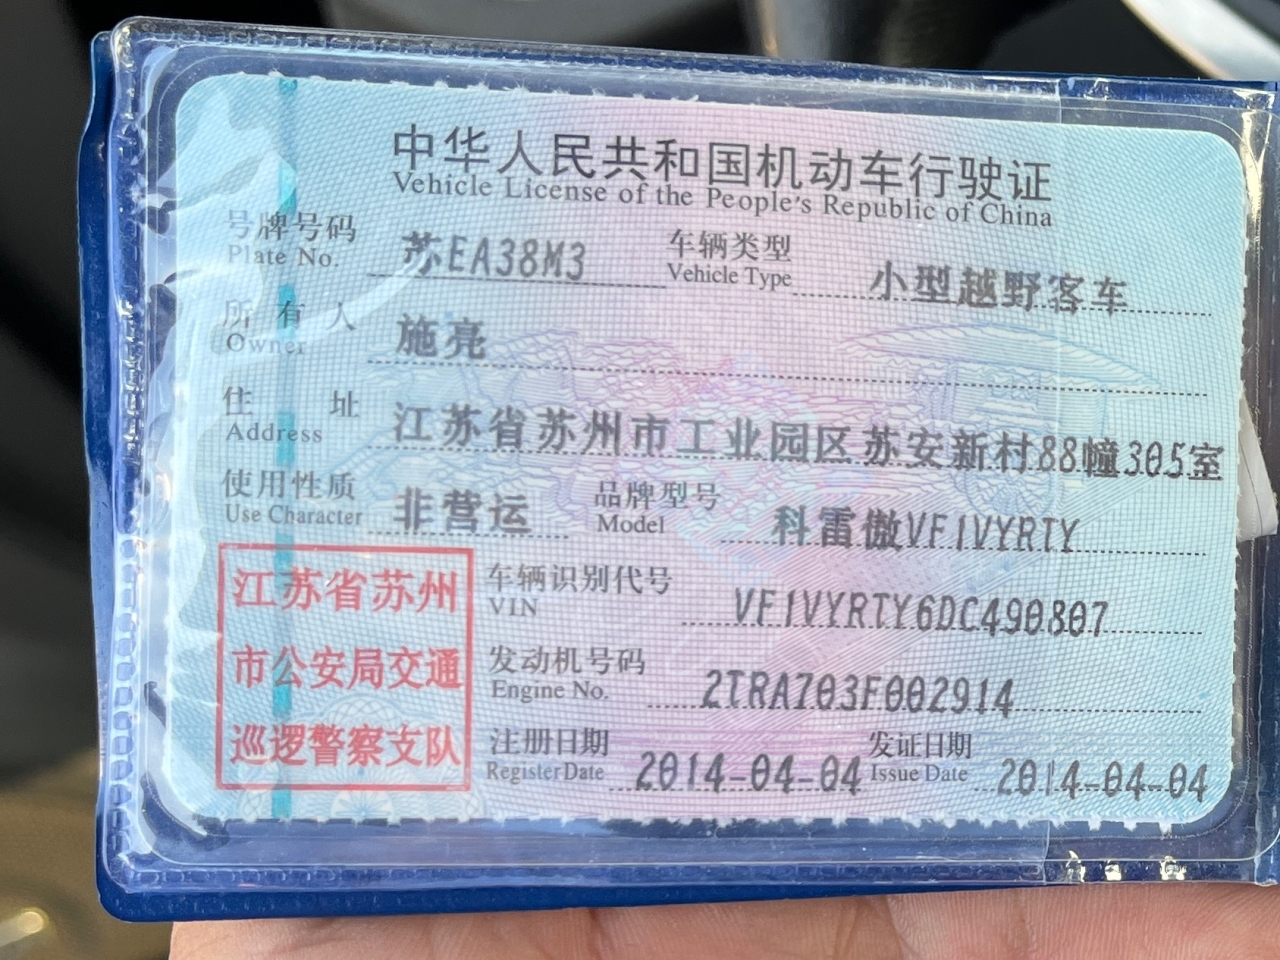 中华人民共和国机动车行驶证
Vehicle License of the People's Republic of China
号牌号码 苏EA38M3 车辆类型 小型越野客车
Plate No. Vehicle Type
所有人 施亮
Owner
住址 江苏省苏州市工业园区苏安新村88幢305室
Address
使用性质 非营运 品牌型号 科雷傲VF1VYRTY
Use Character Model
江苏省苏州
市公安局交通
巡逻警察支队
车辆识别代号 VF1VYRTY6DC490807
VIN
发动机号码 2TRA703F002914
Engine No.
注册日期 2014-04-04 发证日期 2014-04-04
Register Date Issue Date